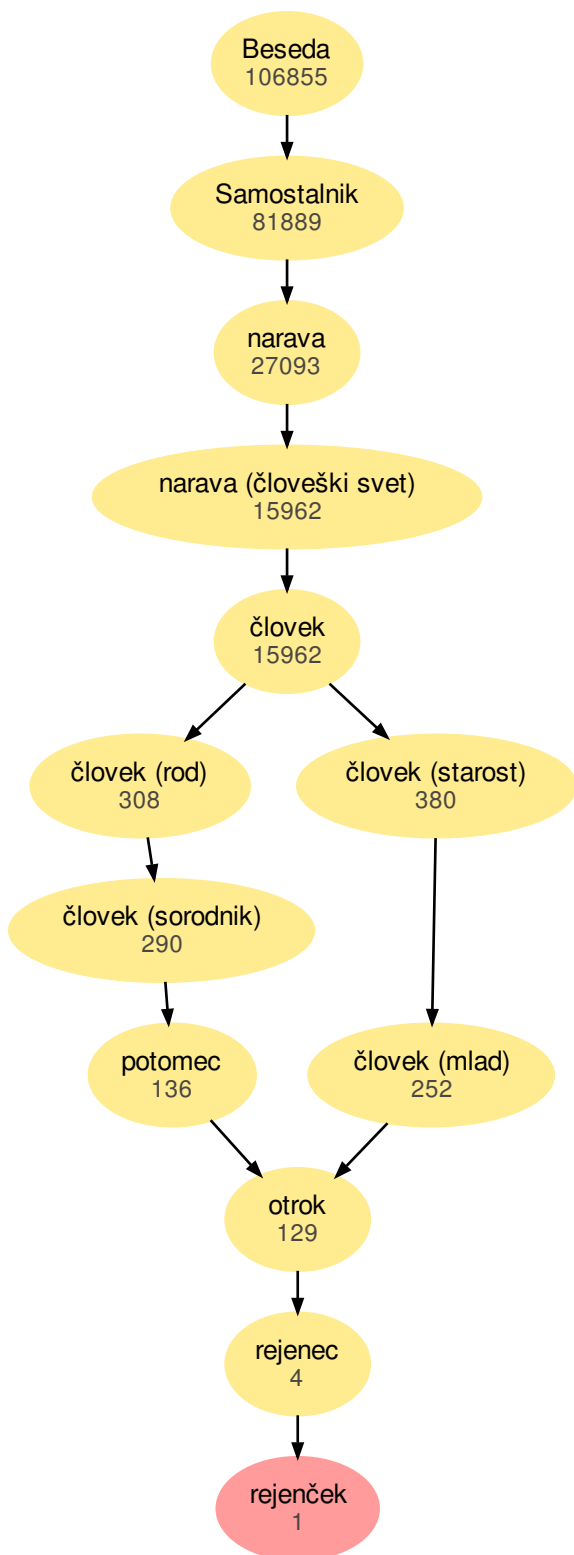 Beseda
106855
Samostalnik
81889
narava
27093
narava (človeški svet)
15962
človek
15962
človek (rod)
308
človek (starost)
380
človek (sorodnik)
290
potomec
136
človek (mlad)
252
otrok
129
rejenec
4
rejenček
1